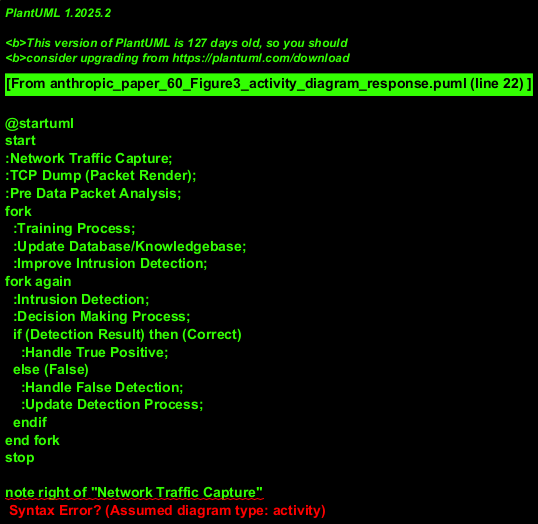 PlantUML 1.2025.2
<b>This version of PlantUML is 127 days old, so you should
<b>consider upgrading from https://plantuml.com/download
[From anthropic_paper_60_Figure3_activity_diagram_response.puml (line 22) ]
@startuml
start
:Network Traffic Capture;
:TCP Dump (Packet Render);
:Pre Data Packet Analysis;
fork
:Training Process;
:Update Database/Knowledgebase;
:Improve Intrusion Detection;
fork again
:Intrusion Detection;
:Decision Making Process;
if (Detection Result) then (Correct)
:Handle True Positive;
else (False)
:Handle False Detection;
:Update Detection Process;
endif
end fork
stop
note right of "Network Traffic Capture"
Syntax Error? (Assumed diagram type: activity)